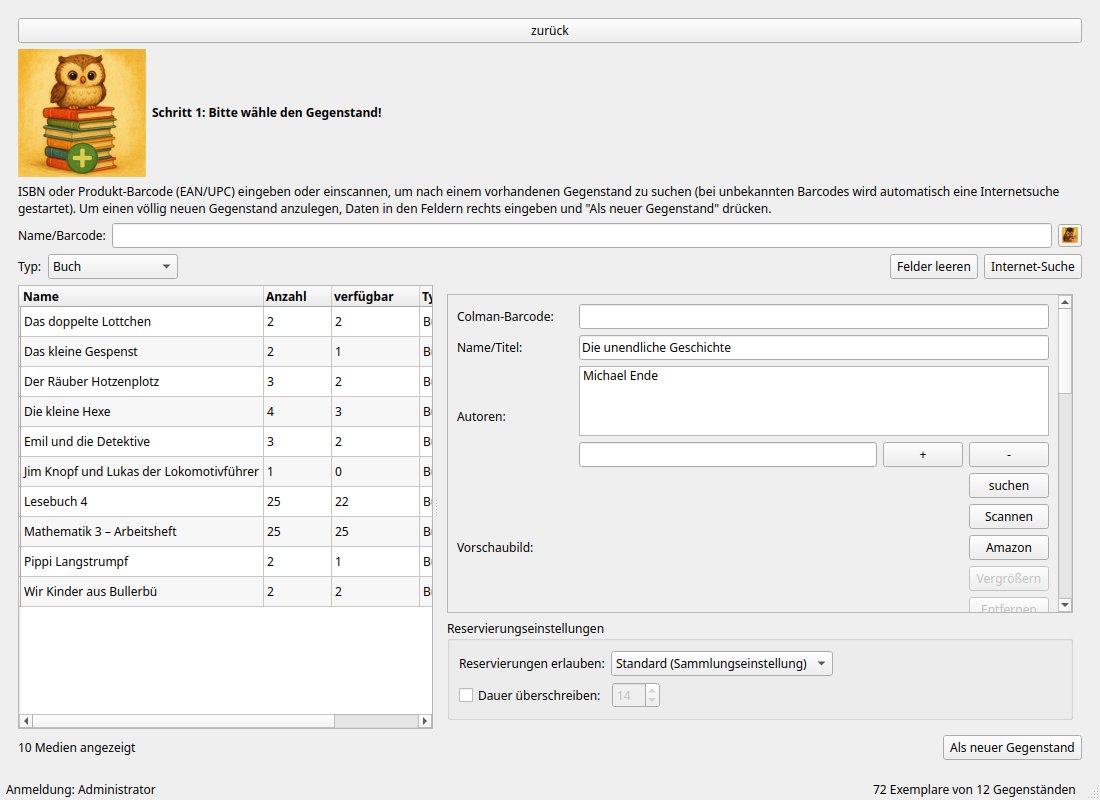 zurück
Schritt 1: Bitte wähle den Gegenstand!
ISBN oder Produkt-Barcode (EAN/UPC) eingeben oder einscannen, um nach einem vorhandenen Gegenstand zu suchen (bei unbekannten Barcodes wird automatisch eine Internetsuche
gestartet). Um einen völlig neuen Gegenstand anzulegen, Daten in den Feldern rechts eingeben und "Als neuer Gegenstand" drücken.
Name/Barcode:
Typ: Buch Felder leeren Internet-Suche
Name Anzahl verfügbar Ty
Das doppelte Lottchen 2 2 B
Das kleine Gespenst 2 1 B
Der Räuber Hotzenplotz 3 2 B
Die kleine Hexe 4 3 B
Emil und die Detektive 3 2 B
Jim Knopf und Lukas der Lokomotivführer 1 0 B
Lesebuch 4 25 22 B
Mathematik 3 – Arbeitsheft 25 25 B
Pippi Langstrumpf 2 1 B
Wir Kinder aus Bullerbü 2 2 B
10 Medien angezeigt
Colman-Barcode:
Name/Titel: Die unendliche Geschichte
Michael Ende
Autoren:
+ -
suchen
Scannen
Vorschaubild: Amazon
Vergrößern
Entfernen
Reservierungseinstellungen
Reservierungen erlauben: Standard (Sammlungseinstellung)
Dauer überschreiben: 14
Als neuer Gegenstand
Anmeldung: Administrator 72 Exemplare von 12 Gegenständen